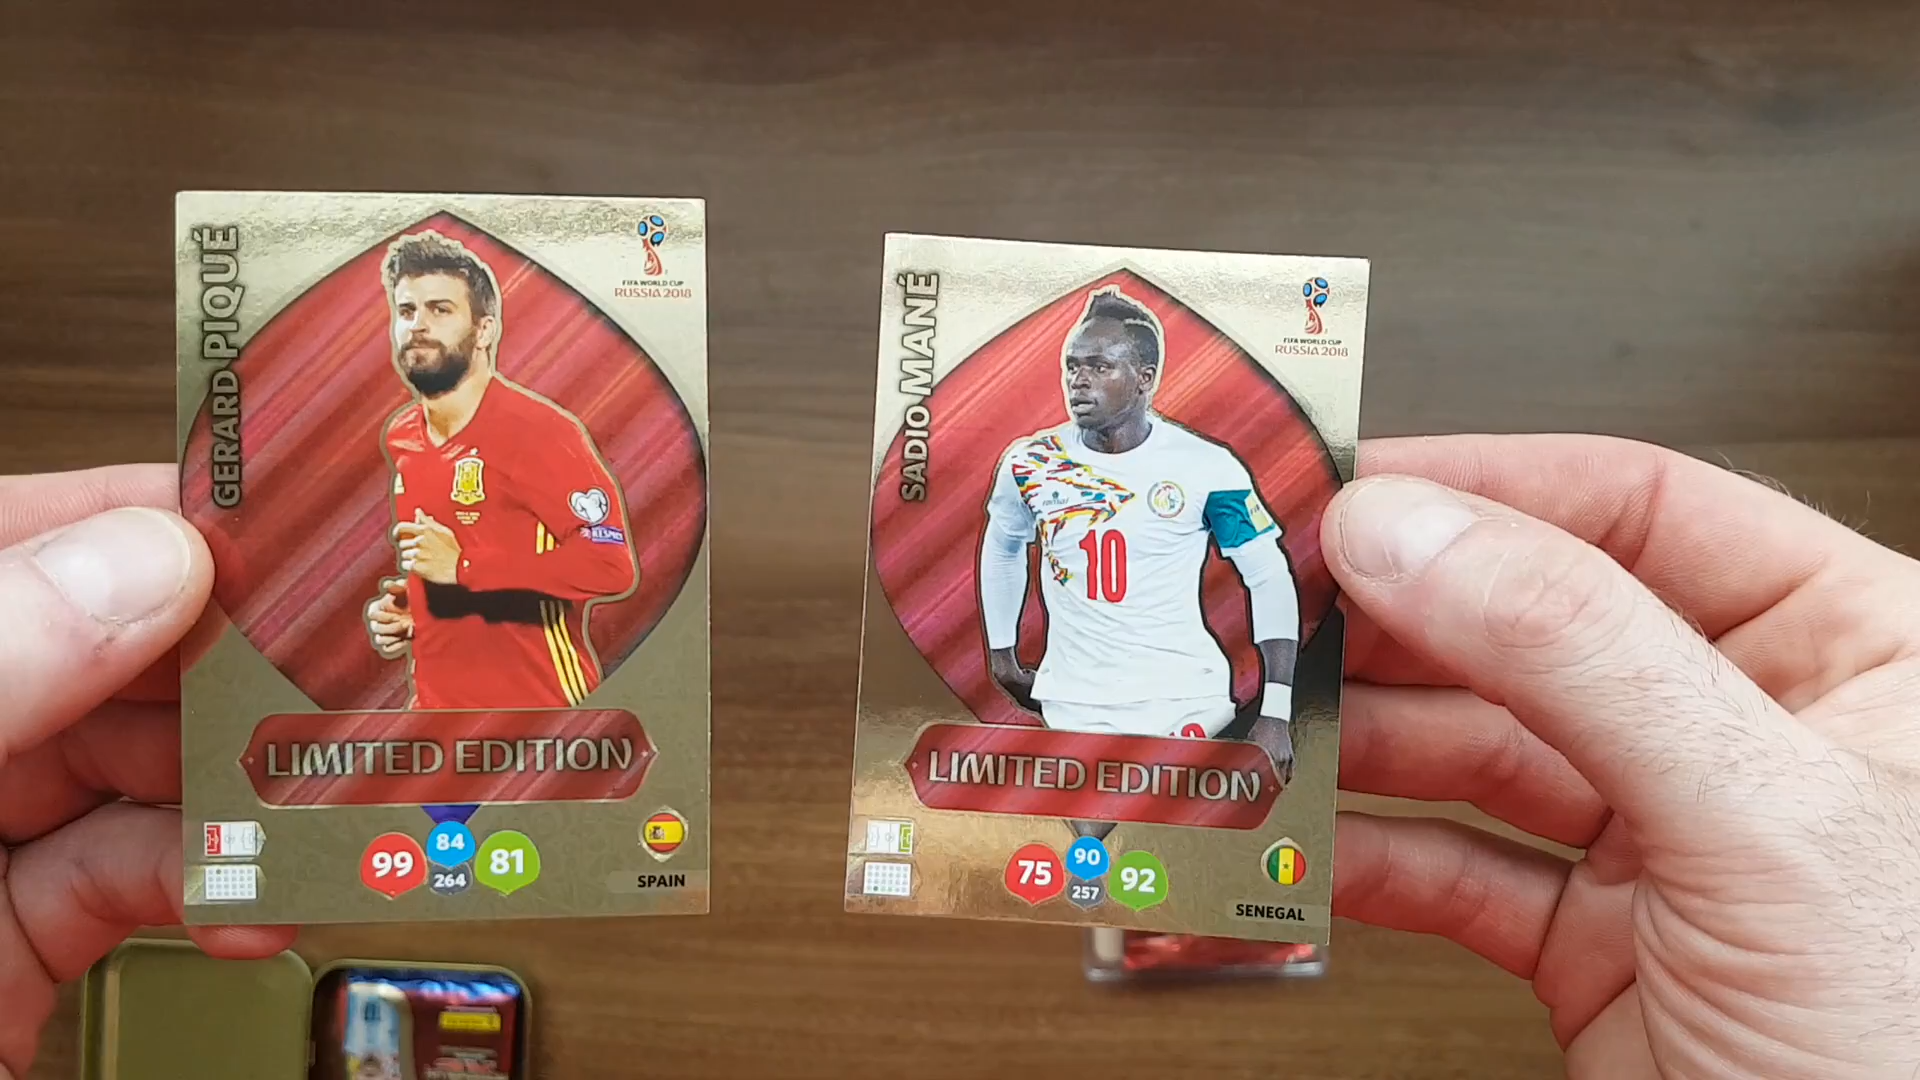 GERARD PIQUÉ
FIFA WORLD CUP
RUSSIA 2018
LIMITED EDITION
99
84
264
81
SPAIN
SADIO MANÉ
FIFA WORLD CUP
RUSSIA 2018
10
LIMITED EDITION
75
90
257
92
SENEGAL